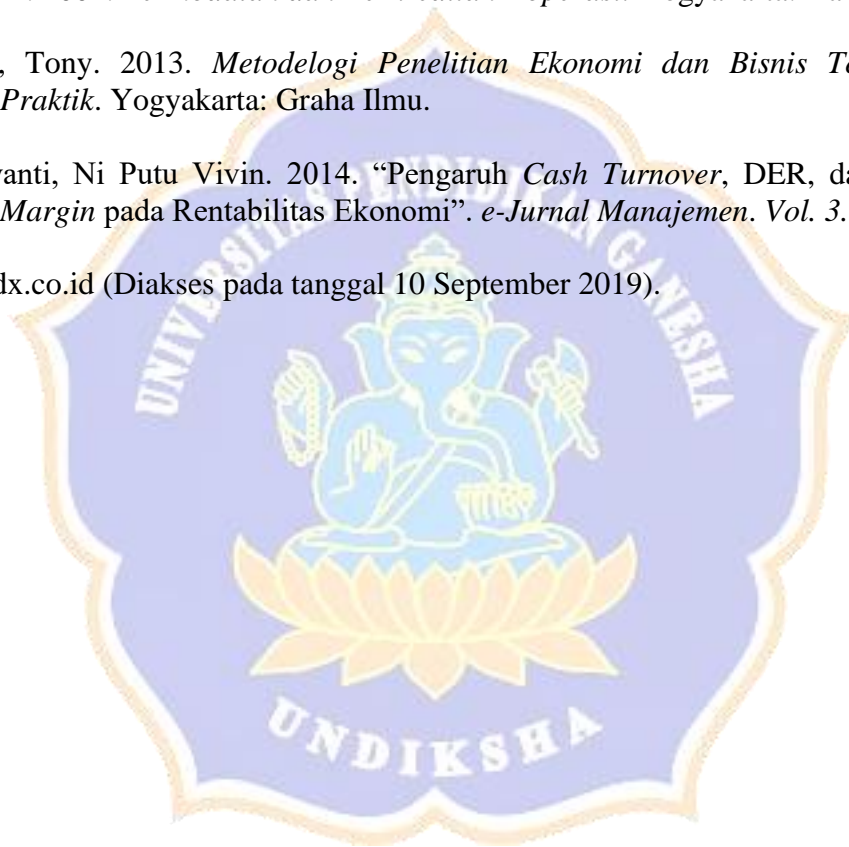 , Tony. 2013. Metodelogi Penelitian Ekonomi dan Bisnis
Praktik. Yogyakarta: Graha Ilmu.
anti, Ni Putu Vivin. 2014. “Pengaruh Cash Turnover, DER,
Margin pada Rentabilitas Ekonomi”. e-Jurnal Manajemen. Vol. 3.
dx.co.id (Diakses pada tanggal 10 September 2019).
UNIVERSITAS PENDIDIKAN GANESHA
UNDIKSHA